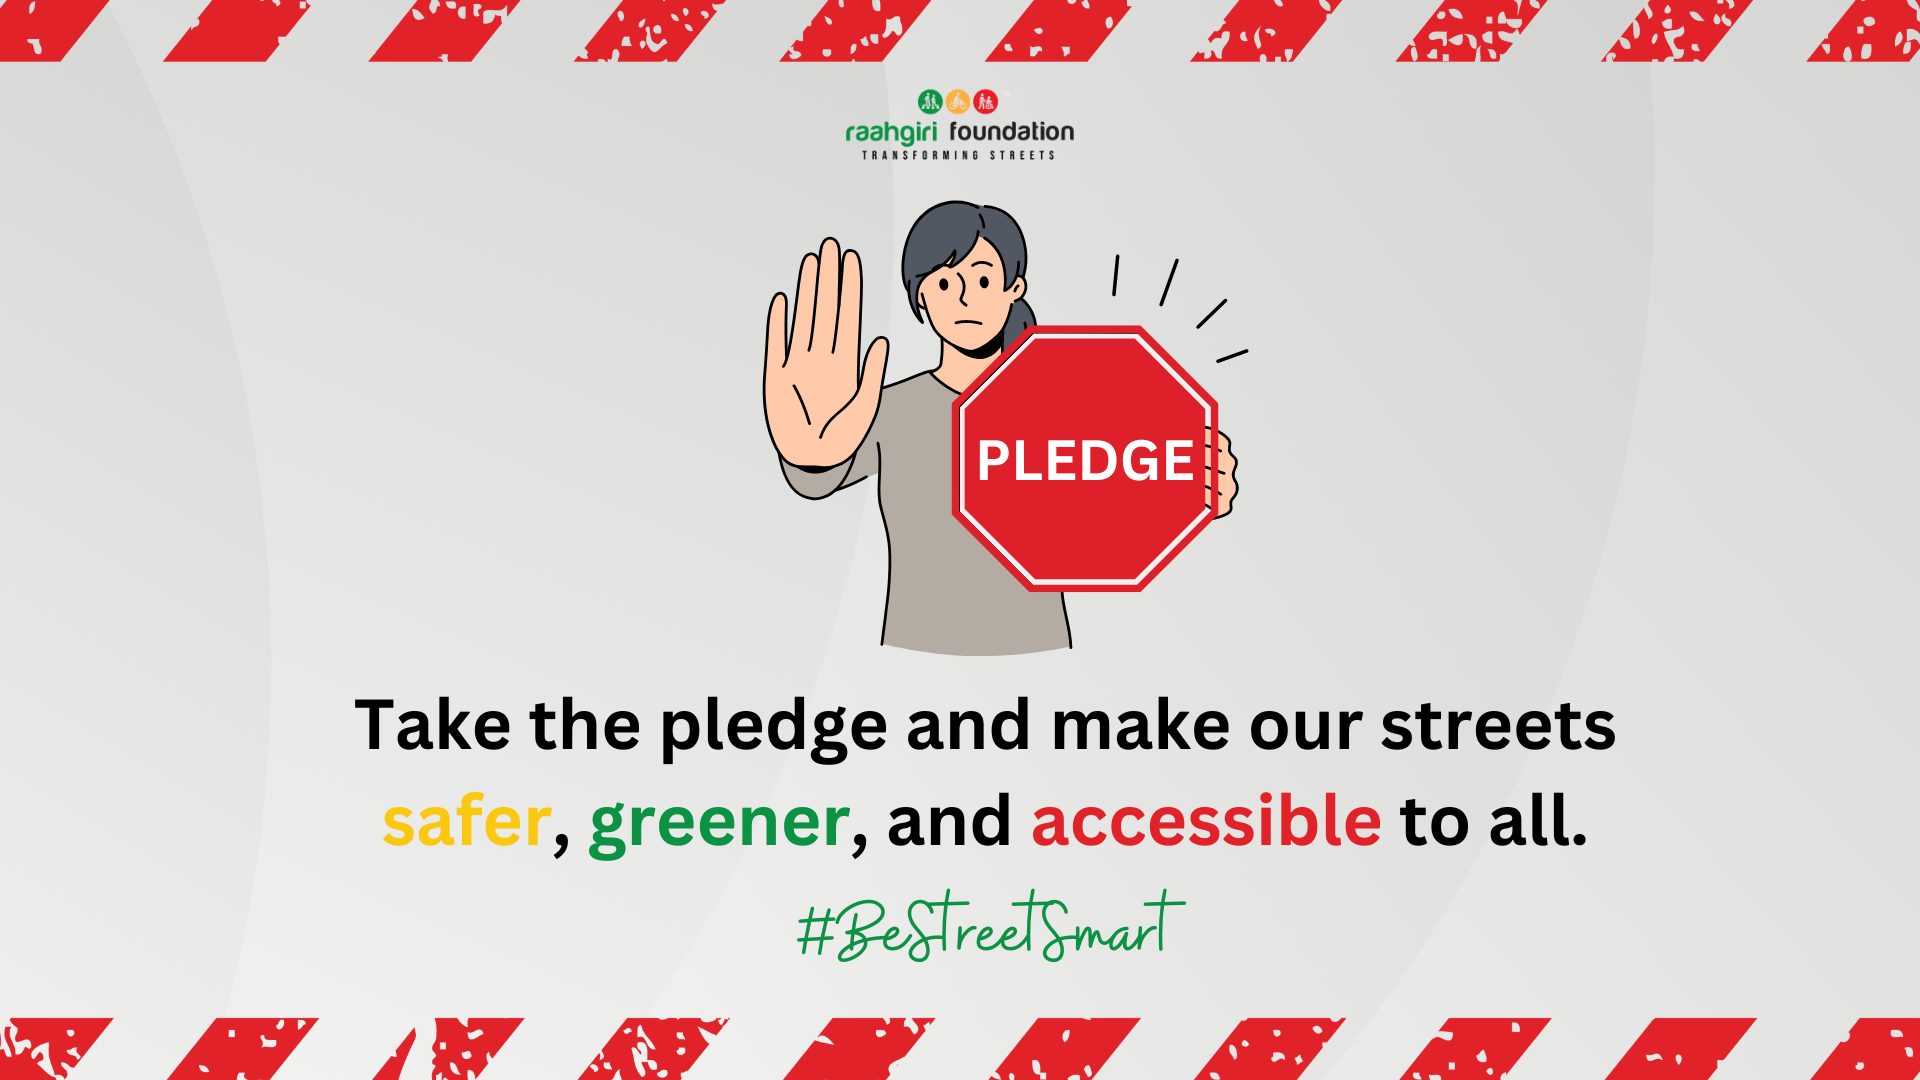 raahgiri foundation
TRANSFORMING STREETS
PLEDGE
Take the pledge and make our streets
safer, greener, and accessible to all.
#BeStreetSmart